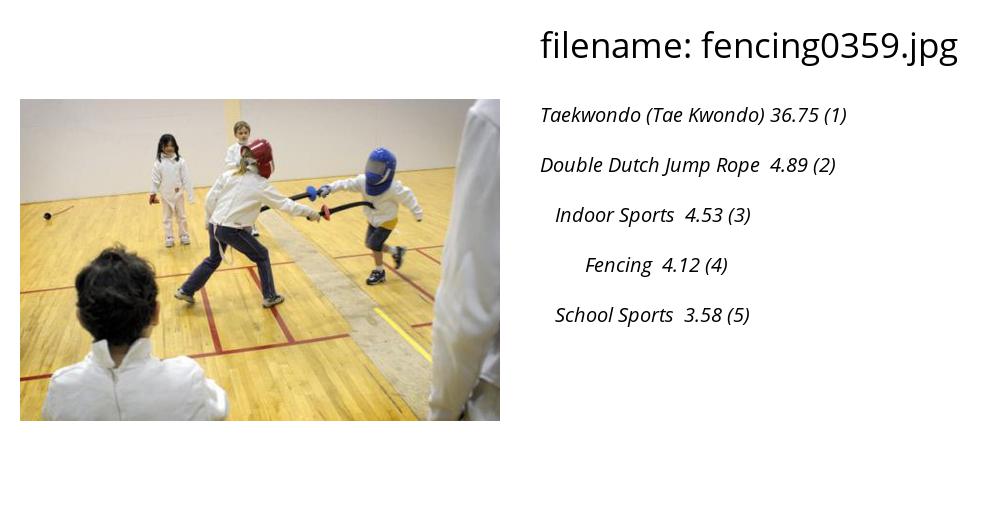 filename: fencing0359.jpg
Taekwondo (Tae Kwondo) 36.75 (1)
Double Dutch Jump Rope 4.89 (2)
Indoor Sports 4.53 (3)
Fencing 4.12 (4)
School Sports 3.58 (5)